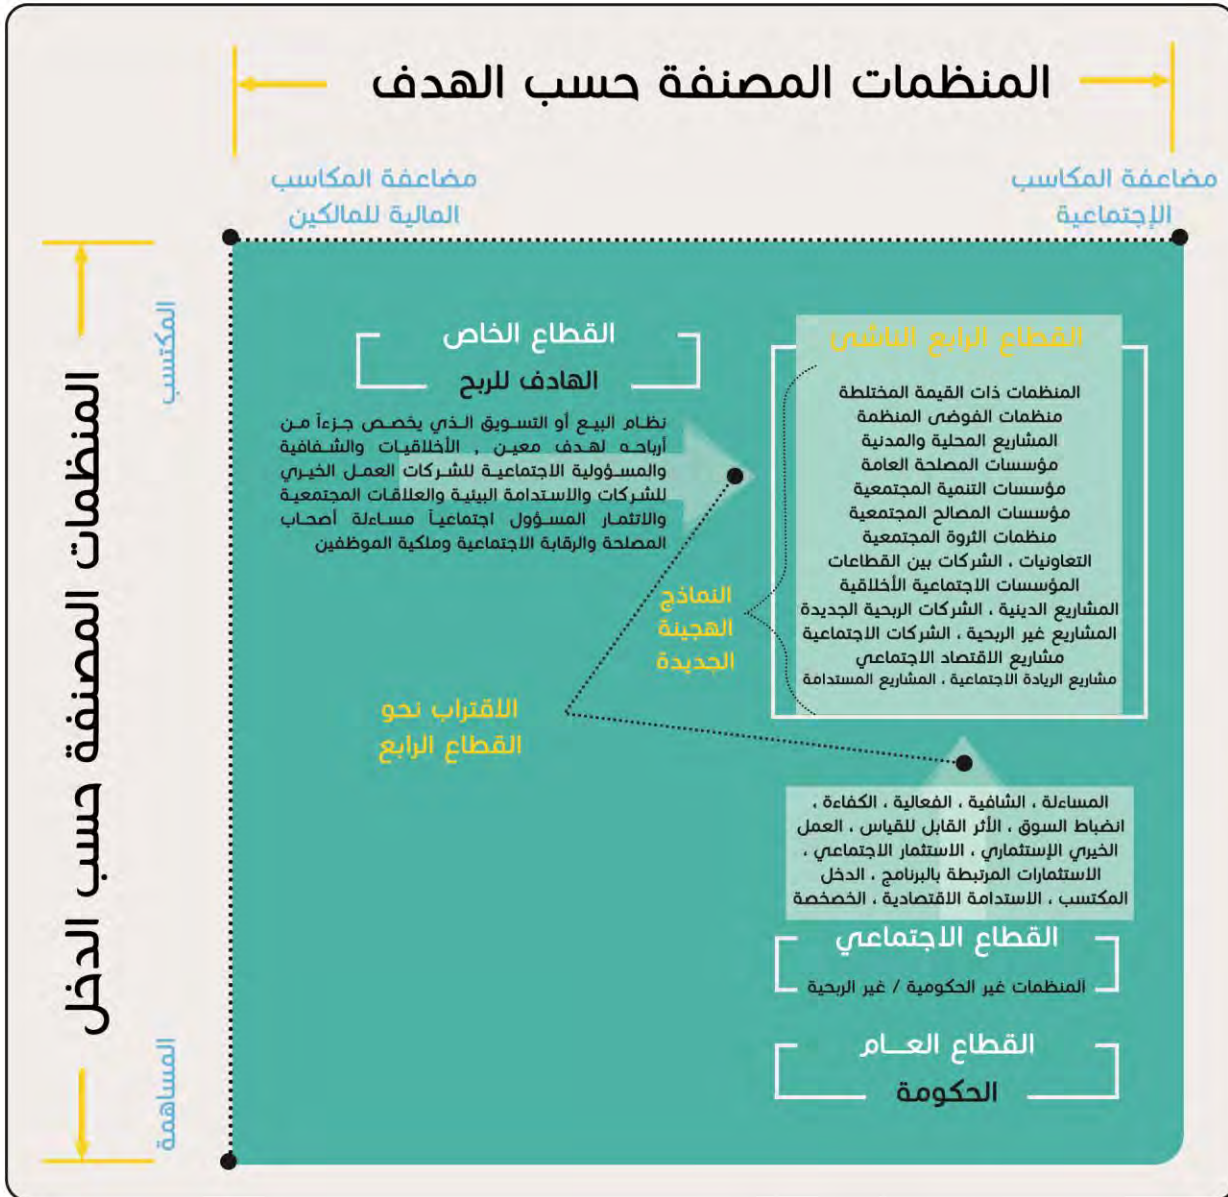 المنظمات المصنفة حسب الهدف
مضاعفة المكاسب
الإجتماعية
مضاعفة المكاسب
المالية للمالكين
المنظمات المصنفة حسب الدخل
المكتسب
المساهمة
القطاع الرابع الناشئ
المنظمات ذات القيمة المختلطة
منظمات الفوضى المنظمة
المشاريع المحلية والمدنية
مؤسسات المصلحة العامة
مؤسسات التنمية المجتمعية
مؤسسات المصالح المجتمعية
منظمات الثروة المجتمعية
التعاونيات ، الشركات بين القطاعات
المؤسسات الاجتماعية الأخلاقية
المشاريع الدينية ، الشركات الربحية الجديدة
المشاريع غير الربحية ، الشركات الاجتماعية
مشاريع الاقتصاد الاجتماعي
مشاريع الريادة الاجتماعية ، المشاريع المستدامة
القطاع الخاص
الهادف للربح
نظام البيع أو التسويق الذي يخصص جزءاً من
أرباحه لهدف معين , الأخلاقيات والشفافية
والمسؤولية الاجتماعية للشركات العمل الخيري
للشركات والاستدامة البيئية والعلاقات المجتمعية
والاتثمار المسؤول اجتماعياً مساءلة أصحاب
المصلحة والرقابة الاجتماعية وملكية الموظفين
النماذج
الهجينة
الجديدة
الاقتراب نحو
القطاع الرابع
المساءلة ، الشافية ، الفعالية ، الكفاءة ،
انضباط السوق ، الأثر القابل للقياس ، العمل
الخيري الإستثماري ، الاستثمار الاجتماعي ،
الاستثمارات المرتبطة بالبرنامج ، الدخل
المكتسب ، الاستدامة الاقتصادية ، الخصخصة
القطاع الاجتماعي
المنظمات غير الحكومية / غير الربحية
القطاع العـــام
الحكومة